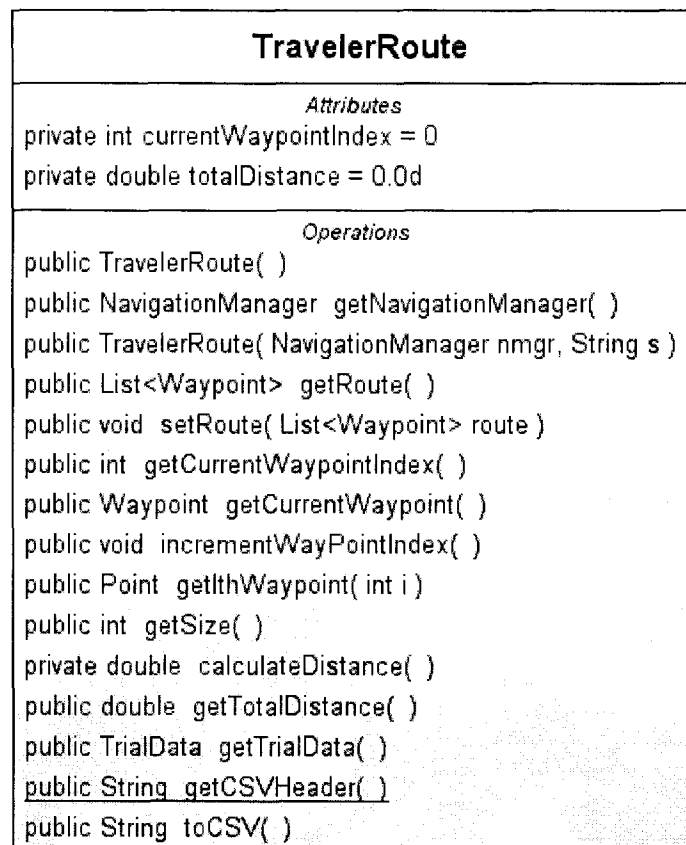 TravelerRoute
Attributes
private int currentWaypointIndex = 0
private double totalDistance = 0.0d
Operations
public TravelerRoute( )
public NavigationManager getNavigationManager( )
public TravelerRoute( NavigationManager nmgr, String s )
public List<Waypoint> getRoute( )
public void setRoute( List<Waypoint> route )
public int getCurrentWaypointIndex( )
public Waypoint getCurrentWaypoint( )
public void incrementWayPointIndex( )
public Point getIthWaypoint( int i )
public int getSize( )
private double calculateDistance( )
public double getTotalDistance( )
public TrialData getTrialData( )
public String getCSVHeader( )
public String toCSV( )